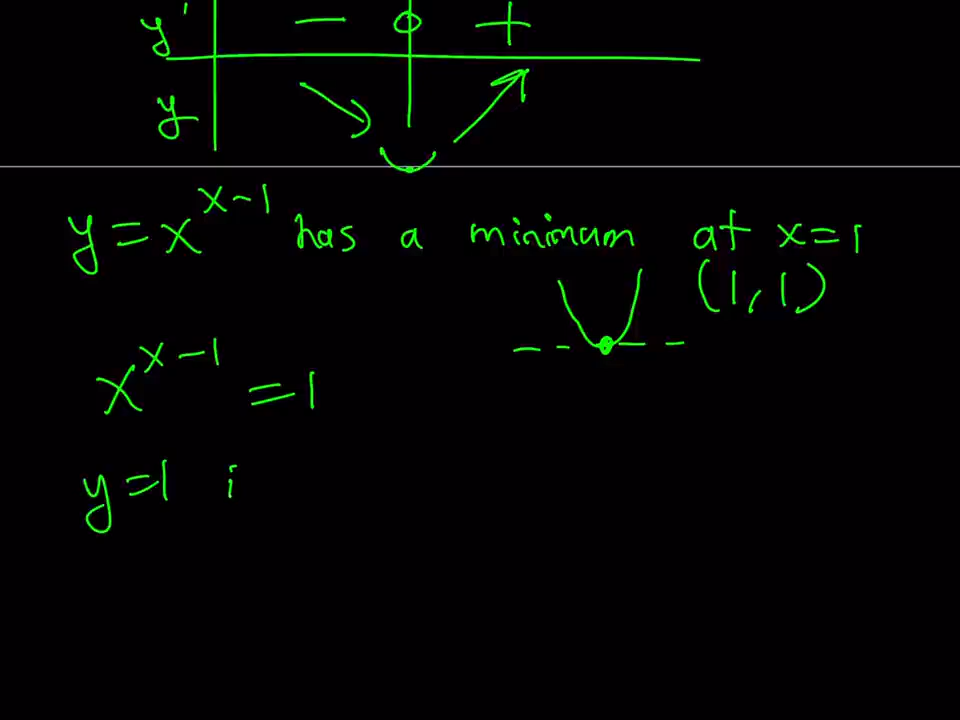 y' − 0 +
y
y = x^{x-1} has a minimum at x = 1
(1, 1)
x^{x-1} = 1
y = 1 i